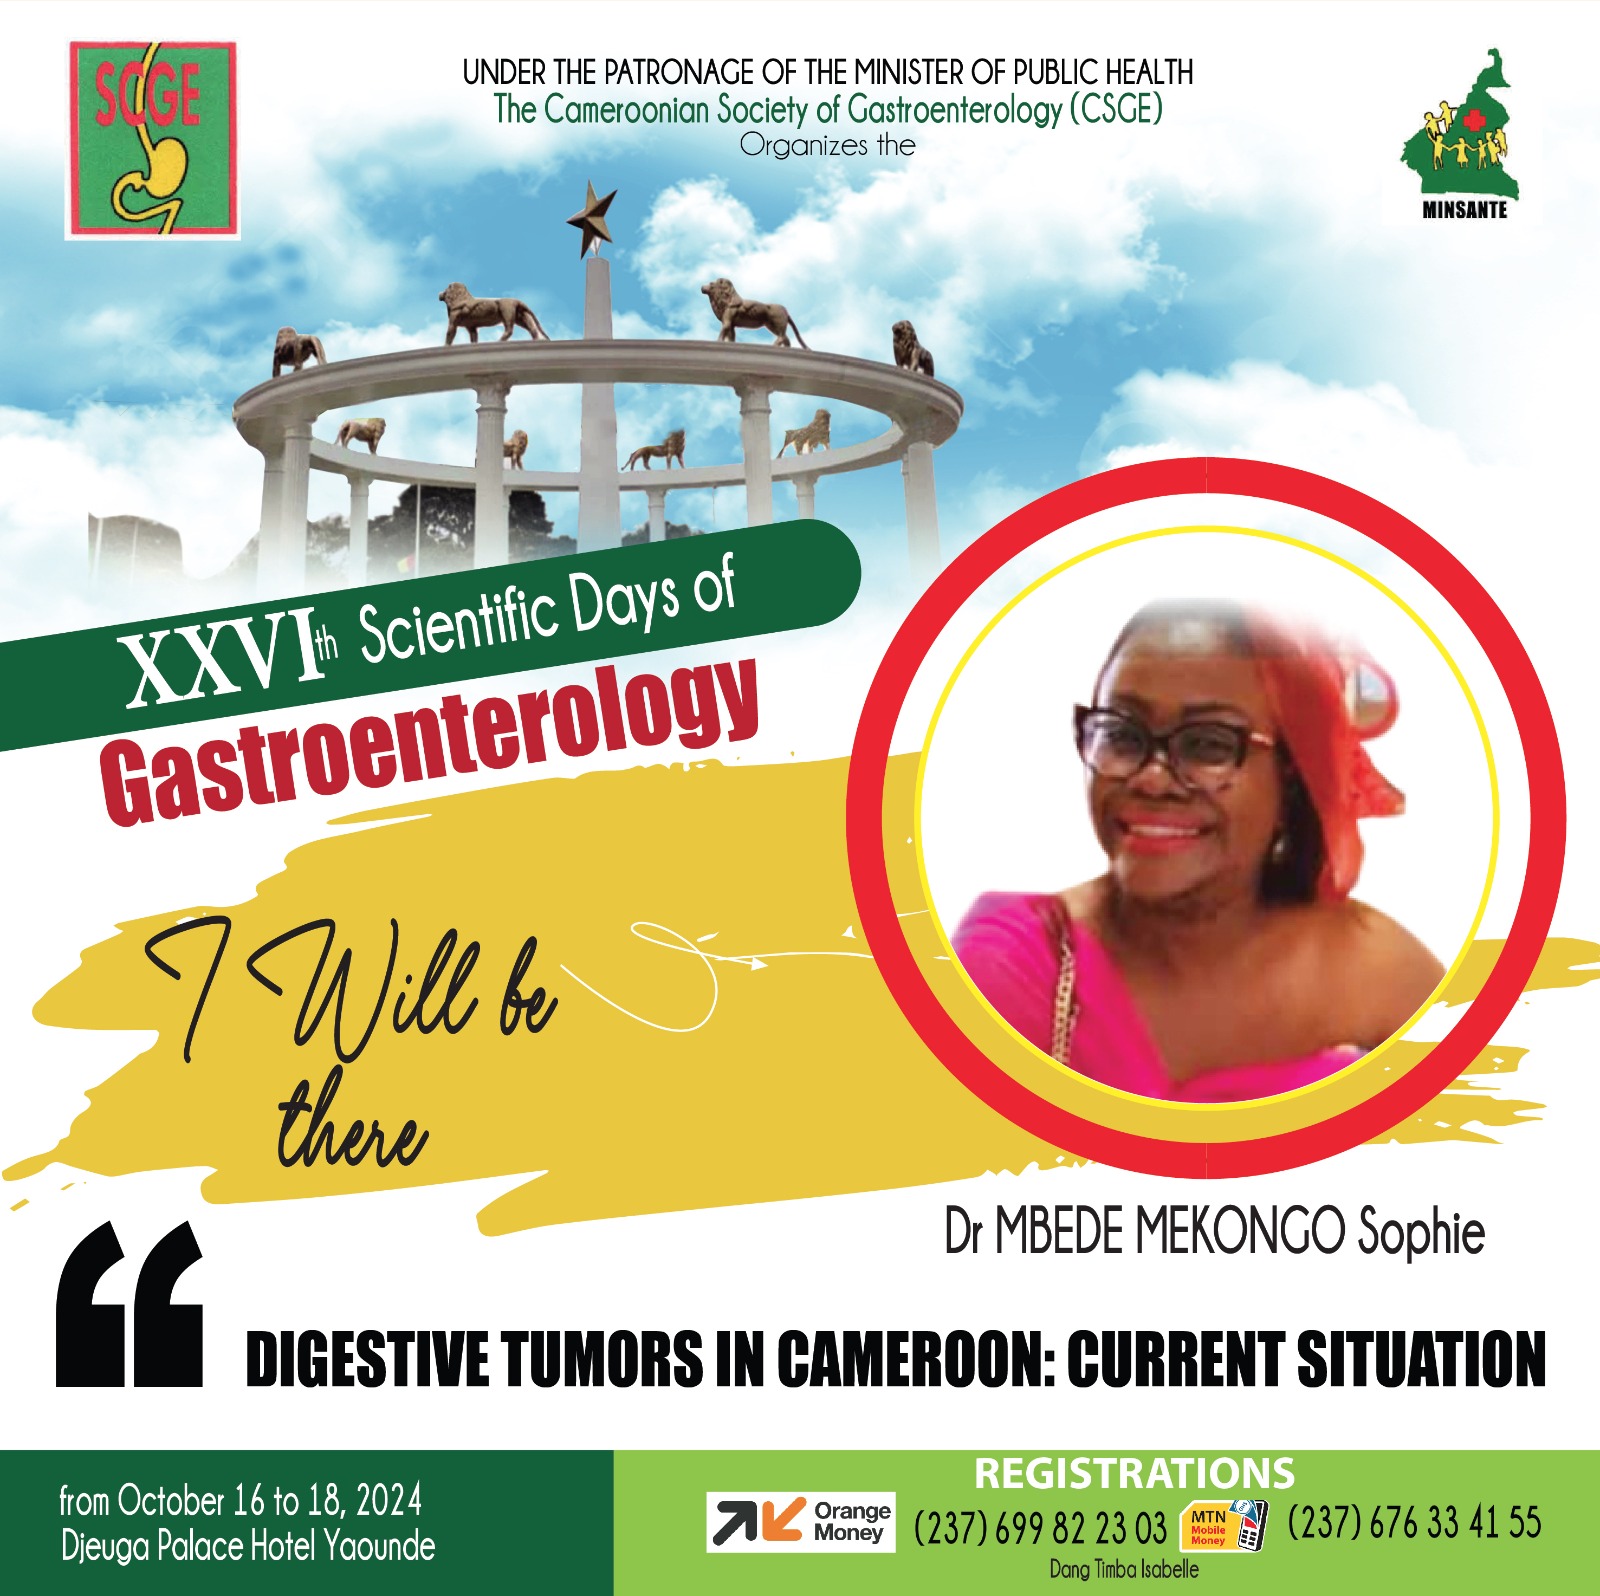 SCGE
UNDER THE PATRONAGE OF THE MINISTER OF PUBLIC HEALTH
The Cameroonian Society of Gastroenterology (CSGE)
Organizes the
MINSANTE
XXVIth Scientific Days of
Gastroenterology
I Will be
there
Dr MBEDE MEKONGO Sophie
“
DIGESTIVE TUMORS IN CAMEROON: CURRENT SITUATION
from October 16 to 18, 2024
Djeuga Palace Hotel Yaounde
REGISTRATIONS
Orange
Money
(237) 699 82 23 03
MTN
Mobile
Money
(237) 676 33 41 55
Dang Timba Isabelle